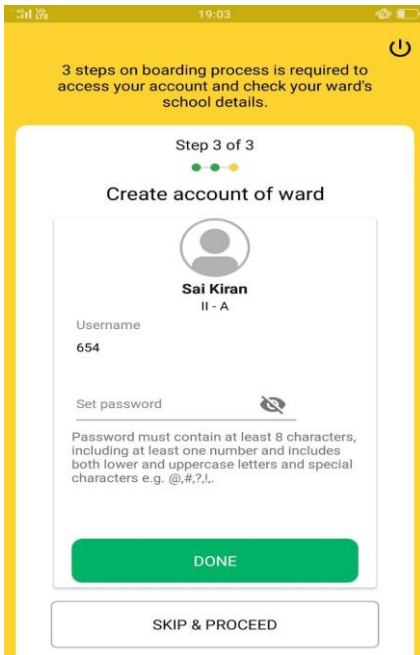 19:03
3 steps on boarding process is required to
access your account and check your ward's
school details.
Step 3 of 3
Create account of ward
Sai Kiran
II - A
Username
654
Set password
Password must contain at least 8 characters,
including at least one number and includes
both lower and uppercase letters and special
characters e.g. @,#,?,!,.
DONE
SKIP & PROCEED